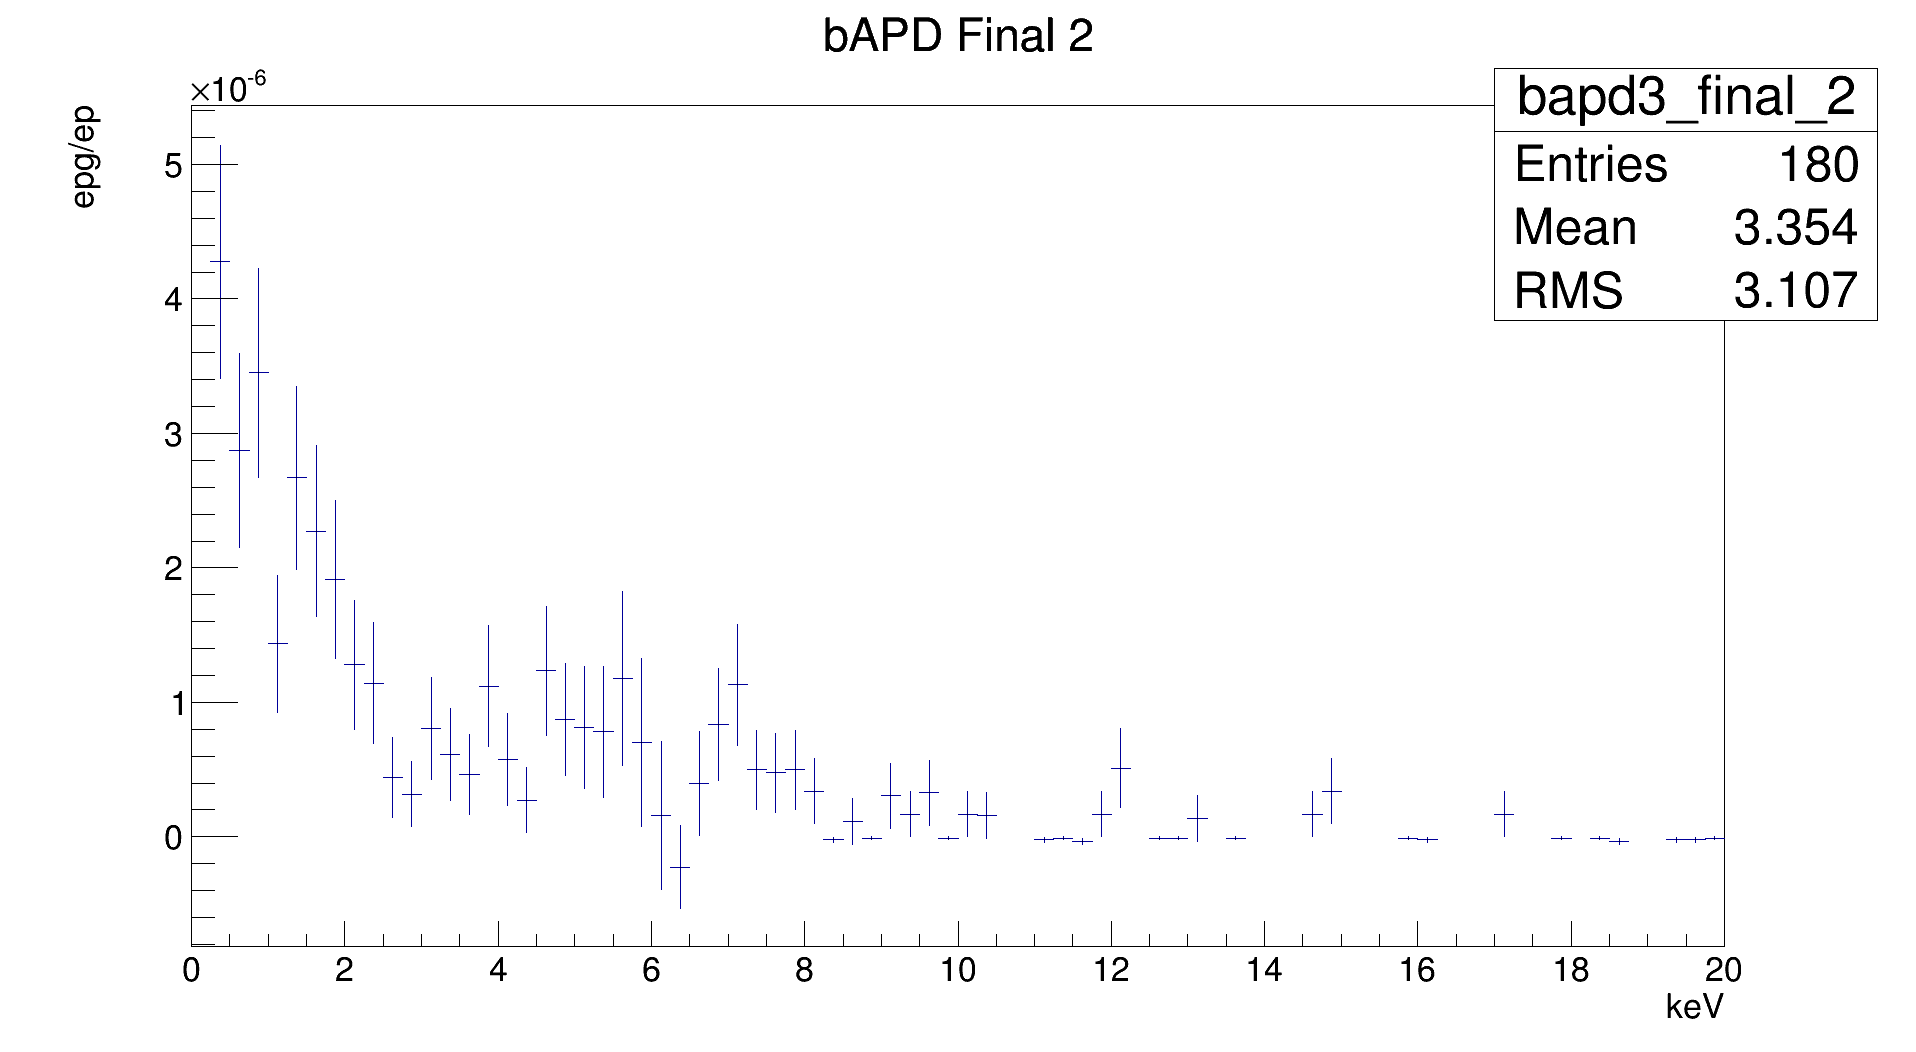 bAPD Final 2
×10-6
epg/ep
bapd3_final_2
Entries 180
Mean 3.354
RMS 3.107
5
4
3
2
1
0
0 2 4 6 8 10 12 14 16 18 20
keV